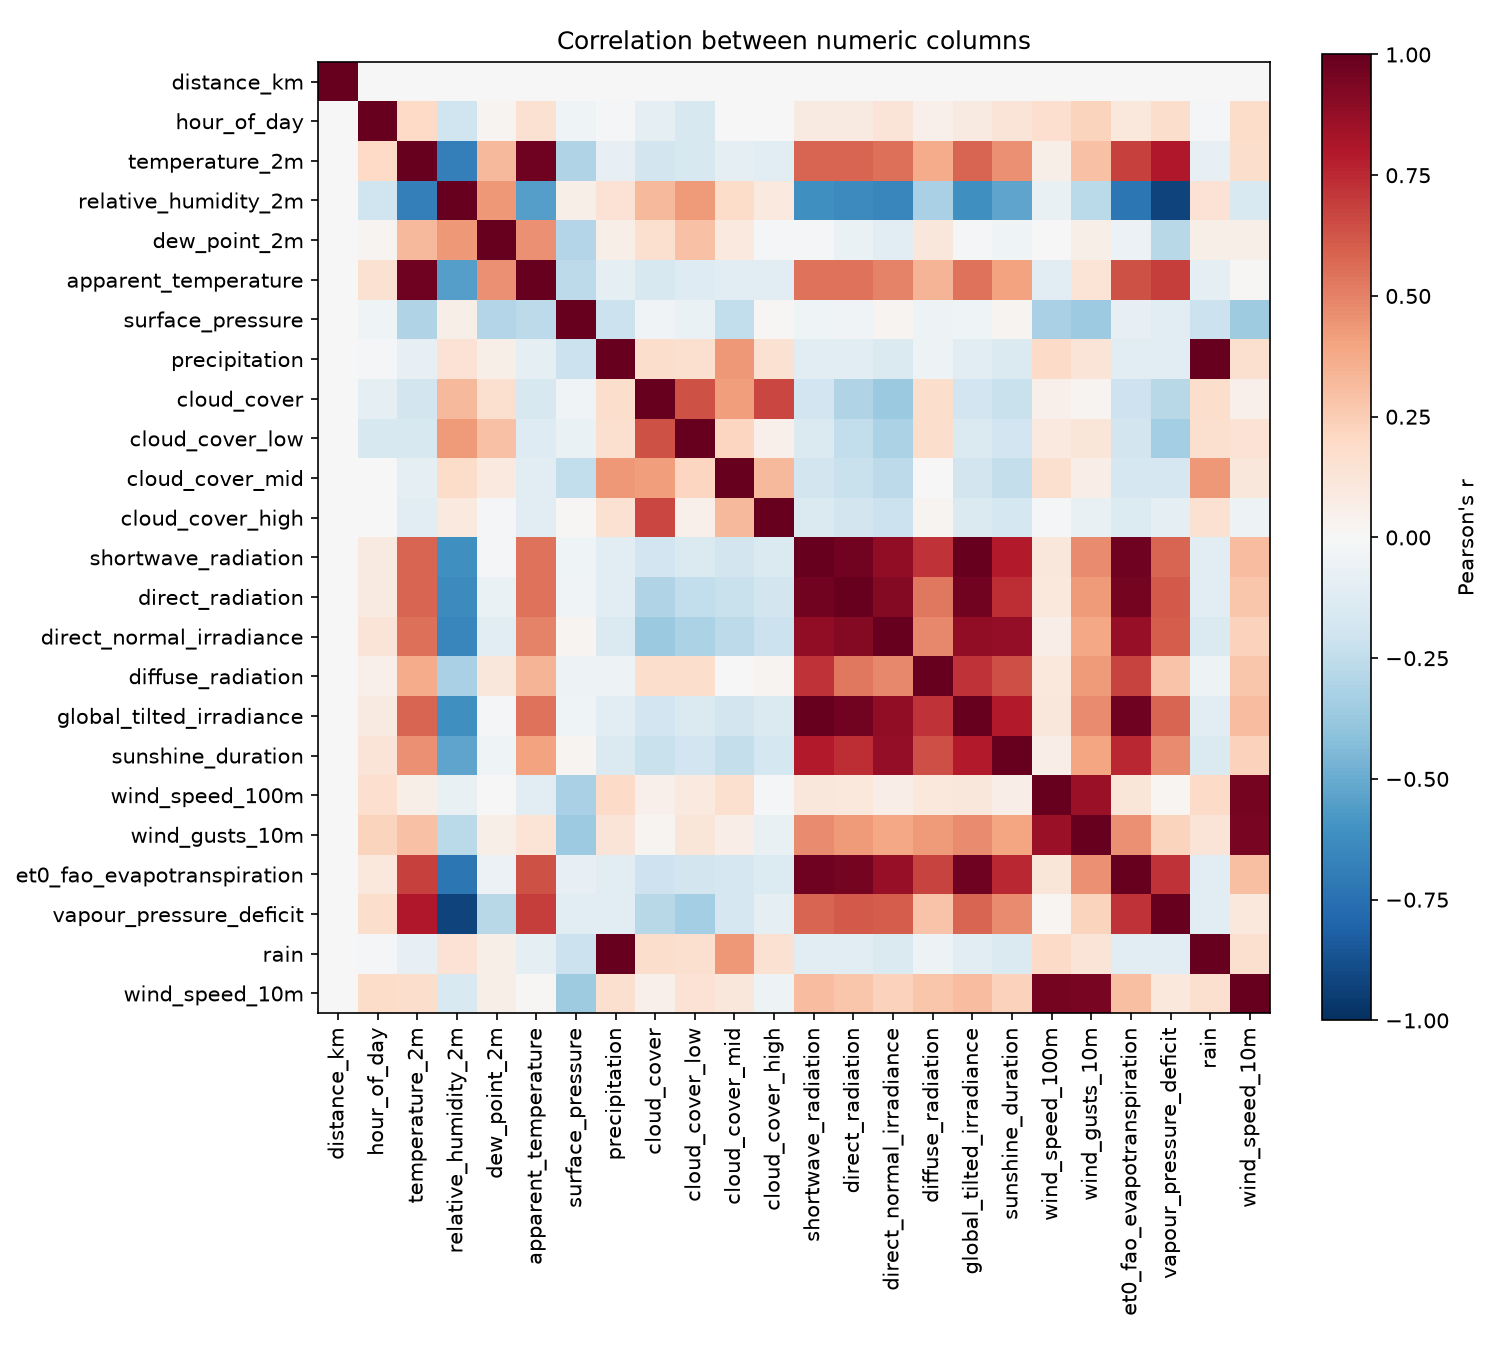 Correlation between numeric columns
distance_km
hour_of_day
temperature_2m
relative_humidity_2m
dew_point_2m
apparent_temperature
surface_pressure
precipitation
cloud_cover
cloud_cover_low
cloud_cover_mid
cloud_cover_high
shortwave_radiation
direct_radiation
direct_normal_irradiance
diffuse_radiation
global_tilted_irradiance
sunshine_duration
wind_speed_100m
wind_gusts_10m
et0_fao_evapotranspiration
vapour_pressure_deficit
rain
wind_speed_10m
distance_km
hour_of_day
temperature_2m
relative_humidity_2m
dew_point_2m
apparent_temperature
surface_pressure
precipitation
cloud_cover
cloud_cover_low
cloud_cover_mid
cloud_cover_high
shortwave_radiation
direct_radiation
direct_normal_irradiance
diffuse_radiation
global_tilted_irradiance
sunshine_duration
wind_speed_100m
wind_gusts_10m
et0_fao_evapotranspiration
vapour_pressure_deficit
rain
wind_speed_10m
1.00
0.75
0.50
0.25
0.00
−0.25
−0.50
−0.75
−1.00
Pearson's r